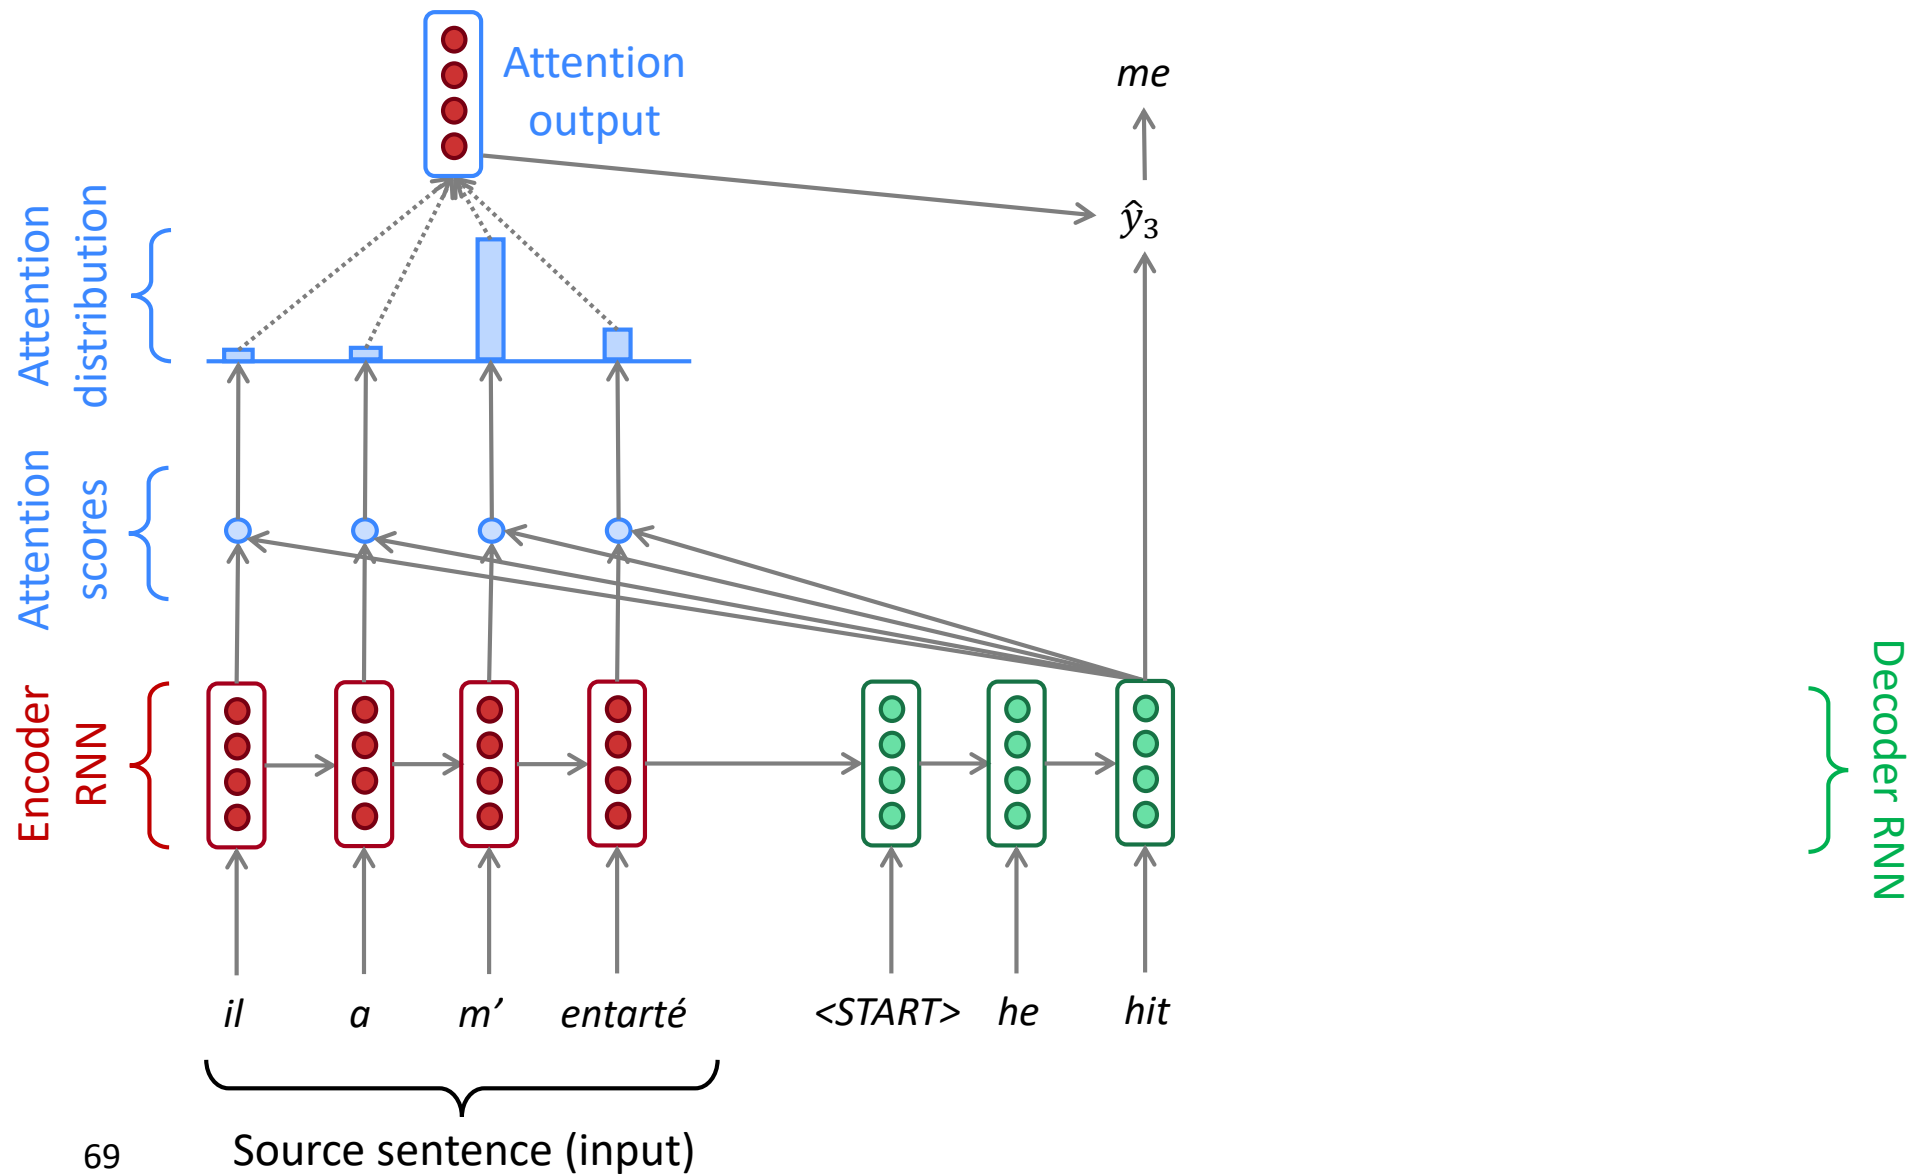 Attention
output
me
ŷ₃
Attention
distribution
Attention
scores
Encoder
RNN
Decoder RNN
il a m’ entarté <START> he hit
Source sentence (input)
69